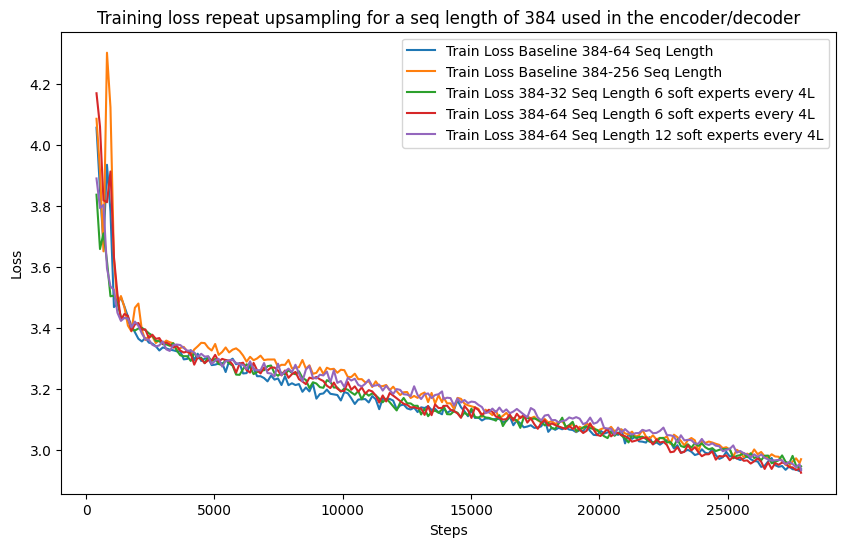 Training loss repeat upsampling for a seq length of 384 used in the encoder/decoder
Train Loss Baseline 384-64 Seq Length
Train Loss Baseline 384-256 Seq Length
Train Loss 384-32 Seq Length 6 soft experts every 4L
Train Loss 384-64 Seq Length 6 soft experts every 4L
Train Loss 384-64 Seq Length 12 soft experts every 4L
Loss
4.2
4.0
3.8
3.6
3.4
3.2
3.0
0 5000 10000 15000 20000 25000
Steps